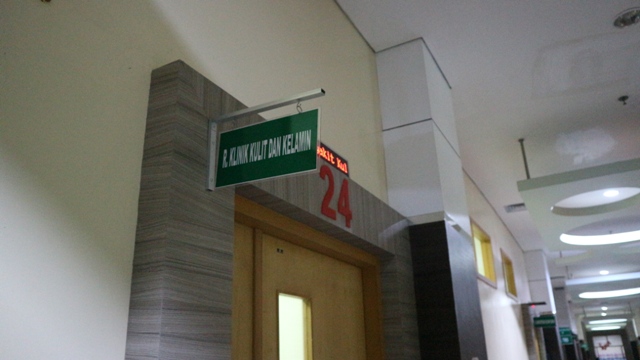 R. KLINIK KULIT DAN KELAMIN
24